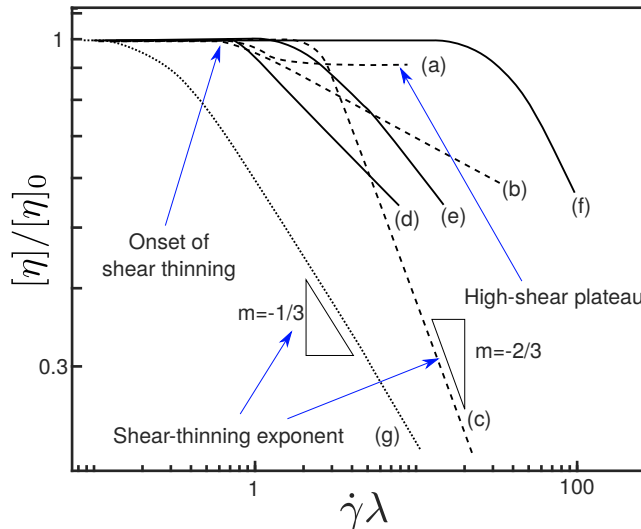 1
(a)
(b)
(d)
(e)
(f)
Onset of
shear thinning
[η]/[η]₀
High-shear plateau
m=-1/3
m=-2/3
0.3
Shear-thinning exponent
(g)
(c)
1
100
γ̇λ